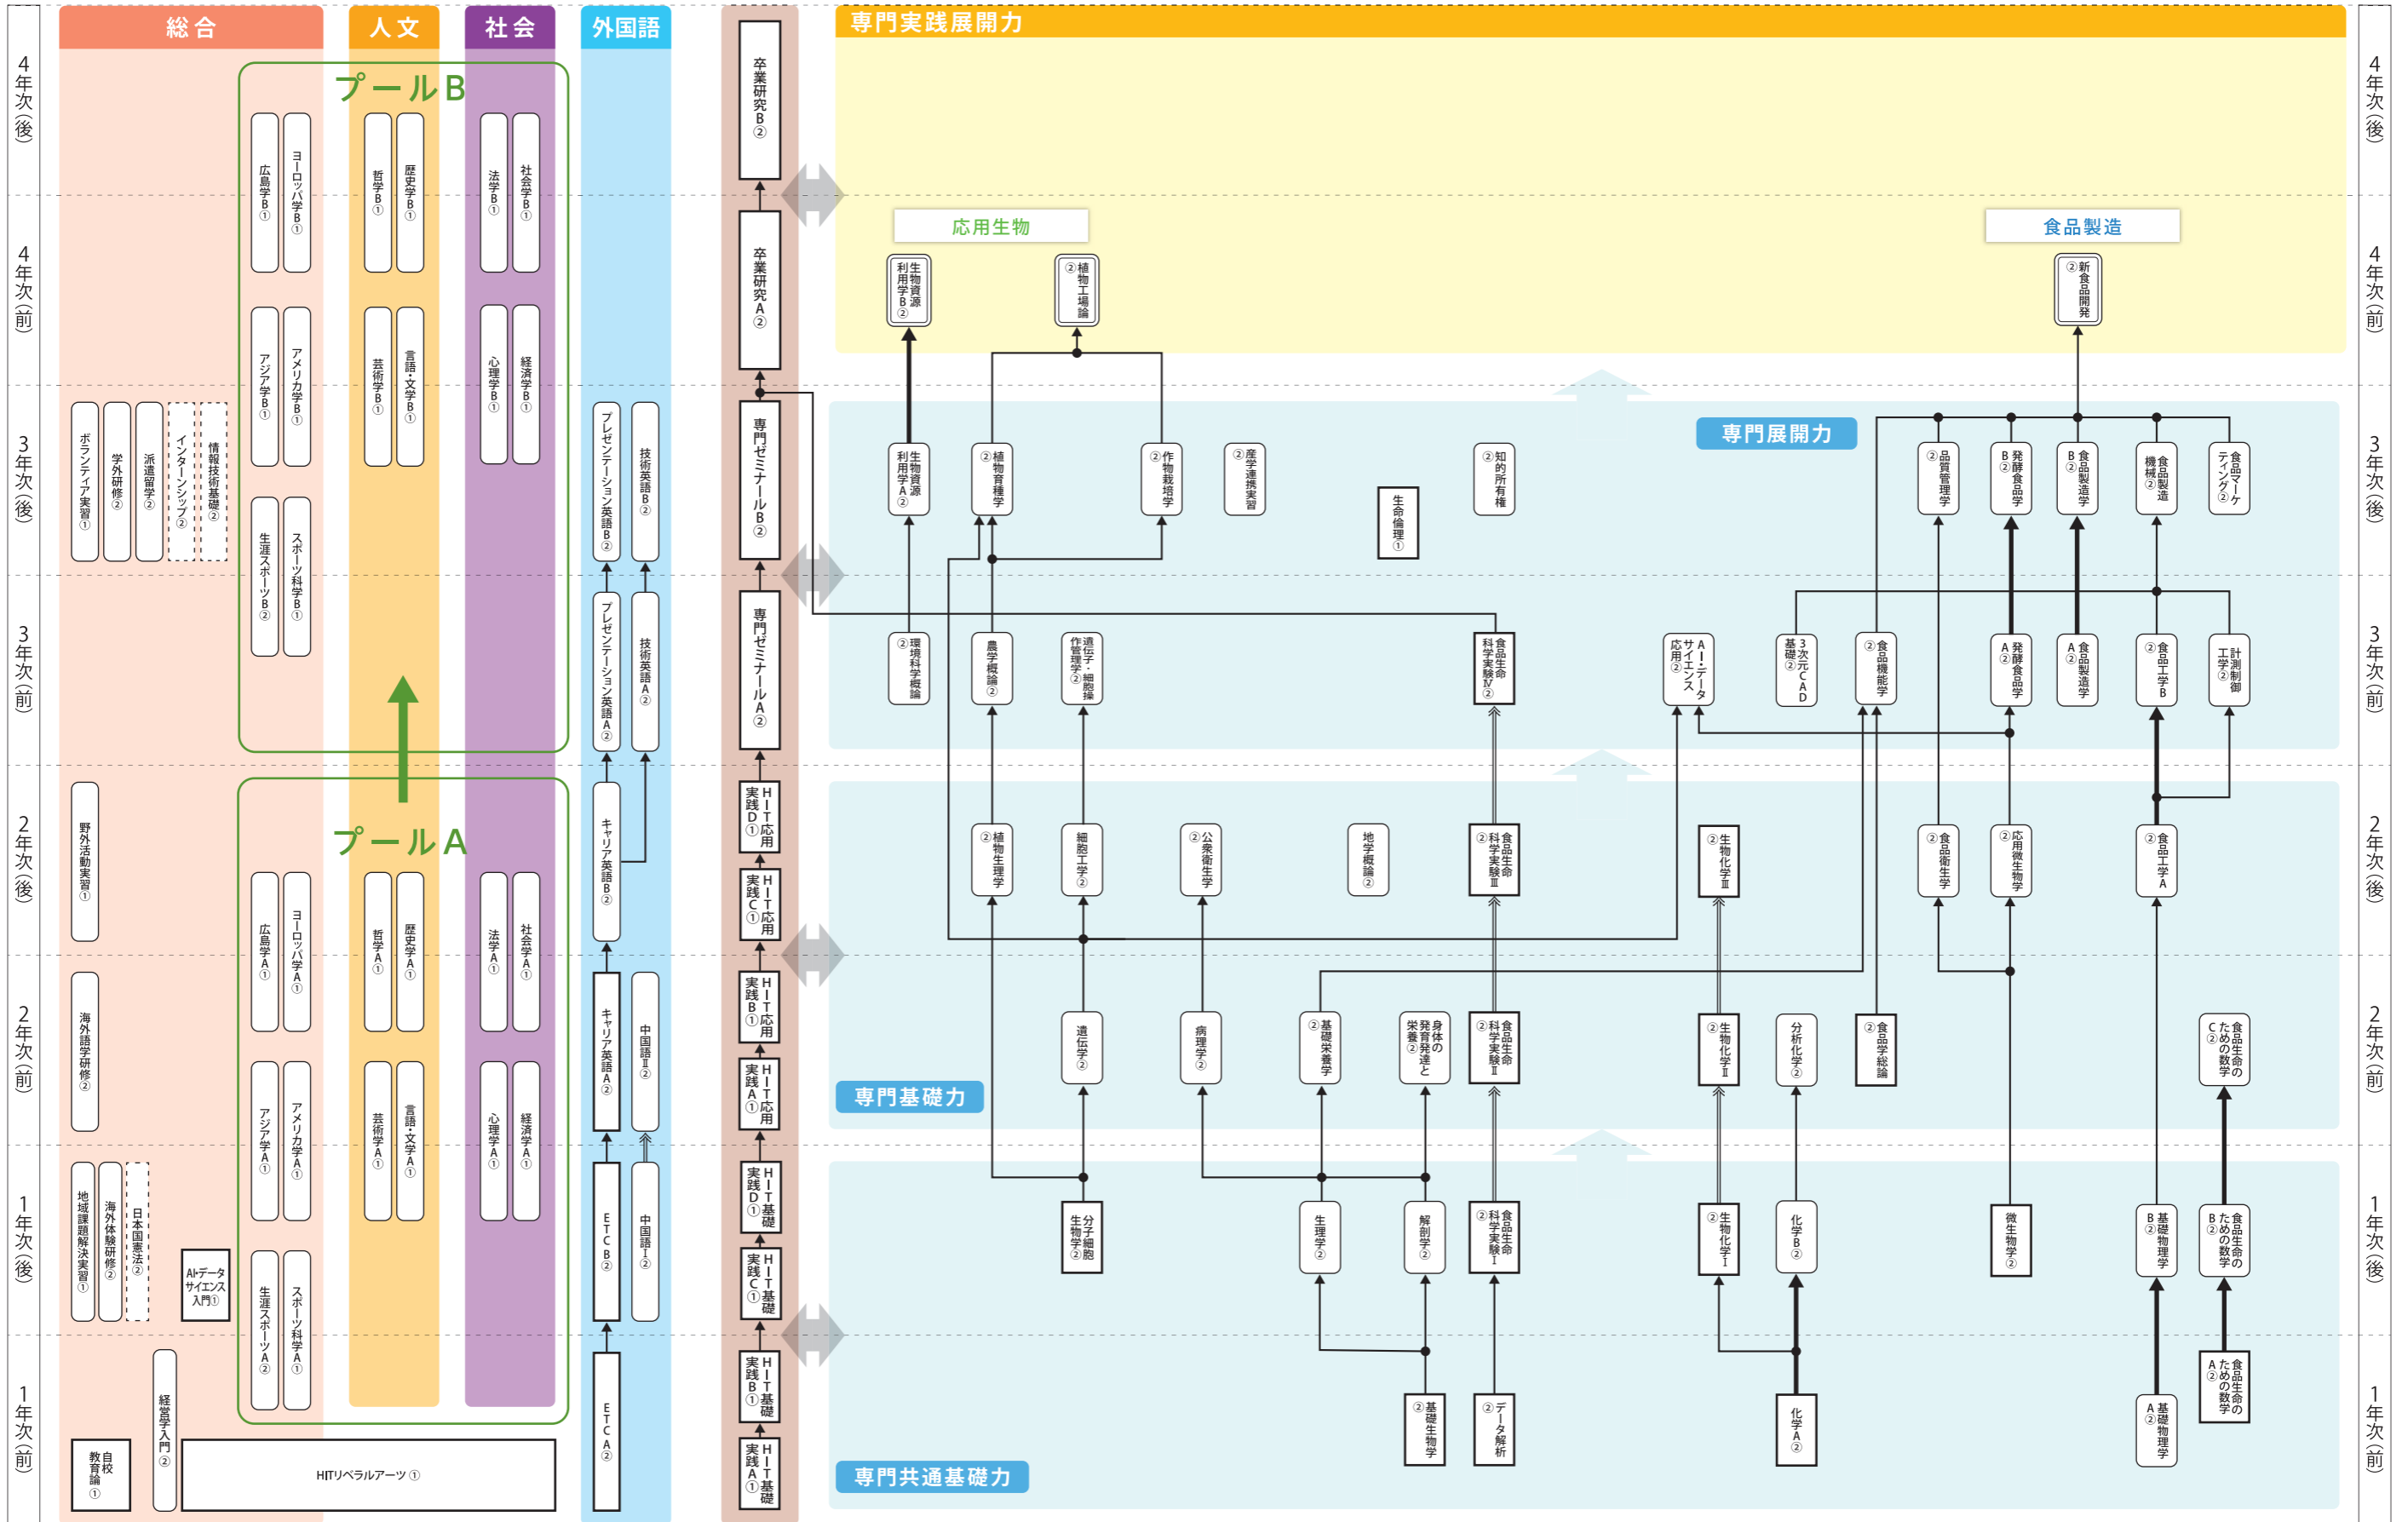 総合
人文
社会
外国語
専門実践展開力
4年次(後)
4年次(前)
3年次(後)
3年次(前)
2年次(後)
2年次(前)
1年次(後)
1年次(前)
4年次(後)
4年次(前)
3年次(後)
3年次(前)
2年次(後)
2年次(前)
1年次(後)
1年次(前)
プールB
広島学B①
ヨーロッパ学B①
哲学B①
歴史学B①
法学B①
社会学B①
アジア学B①
アメリカ学B①
芸術学B①
言語・文学B①
心理学B①
経済学B①
ボランティア実習①
学外研修②
派遣留学②
インターンシップ②
情報技術基礎②
生涯スポーツB②
スポーツ科学B①
プールA
野外活動実習①
広島学A①
ヨーロッパ学A①
哲学A①
歴史学A①
法学A①
社会学A①
海外語学研修②
アジア学A①
アメリカ学A①
芸術学A①
言語・文学A①
心理学A①
経済学A①
地域課題解決実習①
海外体験研修②
日本国憲法②
AI・データ
サイエンス
入門①
生涯スポーツA②
スポーツ科学A①
経営学入門②
自校
教育論①
HITリベラルアーツ ①
プレゼンテーション英語B②
技術英語B②
プレゼンテーション英語A②
技術英語A②
キャリア英語B②
キャリア英語A②
中国語Ⅱ②
ETC B②
中国語Ⅰ②
ETC A②
卒業研究B②
卒業研究A②
専門ゼミナールB②
専門ゼミナールA②
HIT応用
実践D①
HIT応用
実践C①
HIT応用
実践B①
HIT応用
実践A①
HIT基礎
実践D①
HIT基礎
実践C①
HIT基礎
実践B①
HIT基礎
実践A①
応用生物
食品製造
生物資源
利用学B②
植物工場論
②
新食品開発
②
専門展開力
生物資源
利用学A②
植物育種学
②
作物栽培学
②
産学連携実習
②
生命倫理①
知的所有権
②
品質管理学
②
発酵食品学
B②
食品製造学
B②
食品製造
機械②
食品マーケ
ティング②
環境科学概論
②
農学概論②
遺伝子・細胞操
作管理学②
食品生命
科学実験Ⅳ②
AI・データ
サイエンス
応用②
3次元CAD
基礎②
食品機能学
②
発酵食品学
A②
食品製造学
A②
食品工学B
②
計測制御
工学②
植物生理学
②
細胞工学②
公衆衛生学
②
地学概論②
食品生命
科学実験Ⅲ
②
生物化学Ⅲ
②
食品衛生学
②
応用微生物学
②
食品工学A
②
専門基礎力
遺伝学②
病理学②
基礎栄養学
②
身体の
発育発達と
栄養②
食品生命
科学実験Ⅱ
②
生物化学Ⅱ
②
分析化学②
食品学総論
②
食品生命の
ための数学
C②
分子細胞
生物学②
生理学②
解剖学②
食品生命
科学実験Ⅰ
②
生物化学Ⅰ
②
化学B②
微生物学②
基礎物理学
B②
食品生命の
ための数学
B②
専門共通基礎力
基礎生物学
②
データ解析
②
化学A②
基礎物理学
A②
食品生命の
ための数学
A②